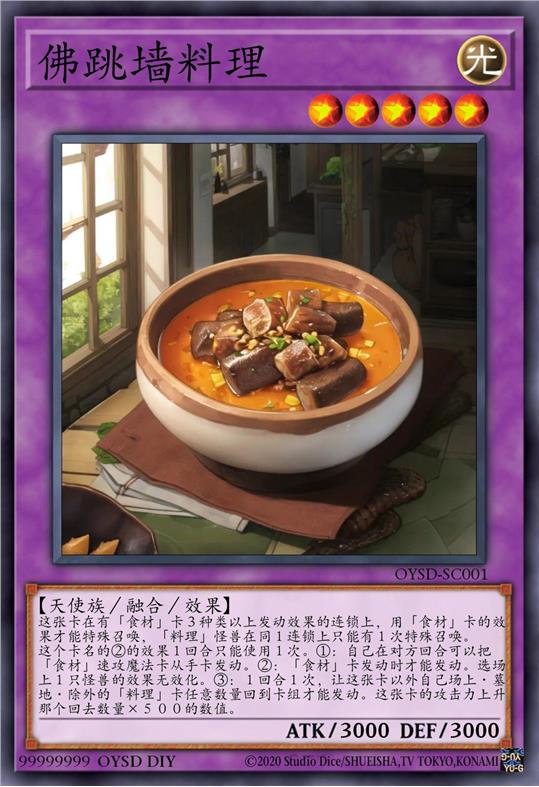 佛跳墙料理
光
OYSD-SC001
【天使族／融合／效果】
这张卡在有「食材」卡３种类以上发动效果的连锁上，用「食材」卡的效
果才能特殊召唤，「料理」怪兽在同１连锁上只能有１次特殊召唤。
这个卡名的②的效果１回合只能使用１次。①：自己在对方回合可以把
「食材」速攻魔法卡从手卡发动。②：「食材」卡发动时才能发动。选场
上１只怪兽的效果无效化。③：１回合１次，让这张卡以外自己场上·墓
地·除外的「料理」卡任意数量回到卡组才能发动。这张卡的攻击力上升
那个回去数量×５００的数值。
ATK/3000 DEF/3000
99999999 OYSD DIY ©2020 Studio Dice/SHUEISHA,TV TOKYO,KONAMI